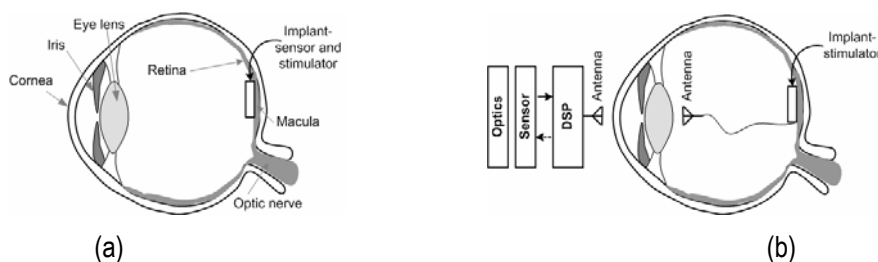 Eye lens
Iris
Cornea
Retina
Implant-
sensor and
stimulator
Macula
Optic nerve
(a)
Optics
Sensor
DSP
Antenna
Antenna
Implant-
stimulator
(b)